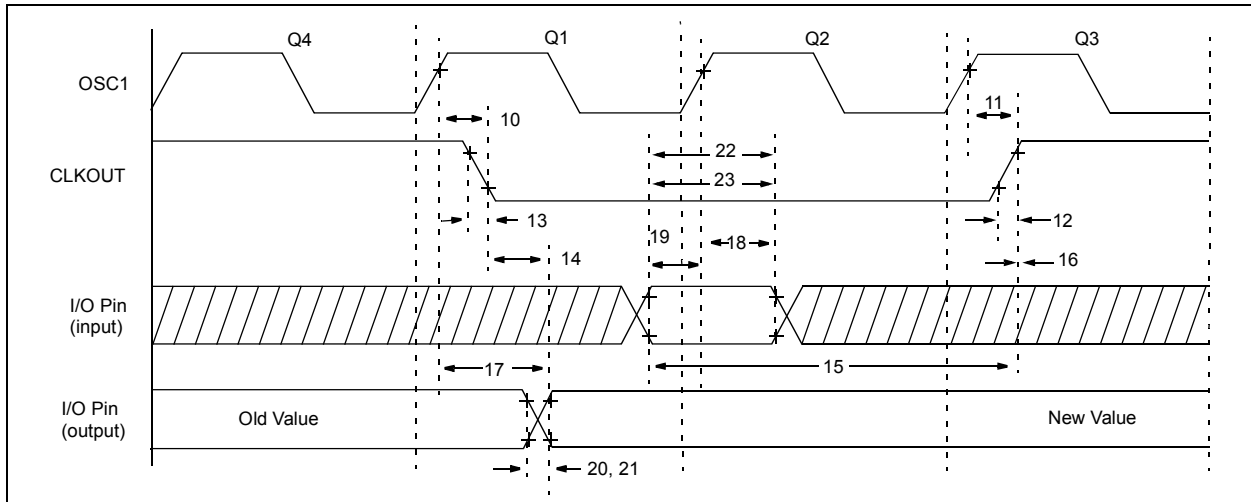 Q4 Q1 Q2 Q3
OSC1
10 11
22
CLKOUT
23
13 12
19 18
14 16
I/O Pin
(input)
17 15
I/O Pin
(output)
Old Value New Value
20, 21